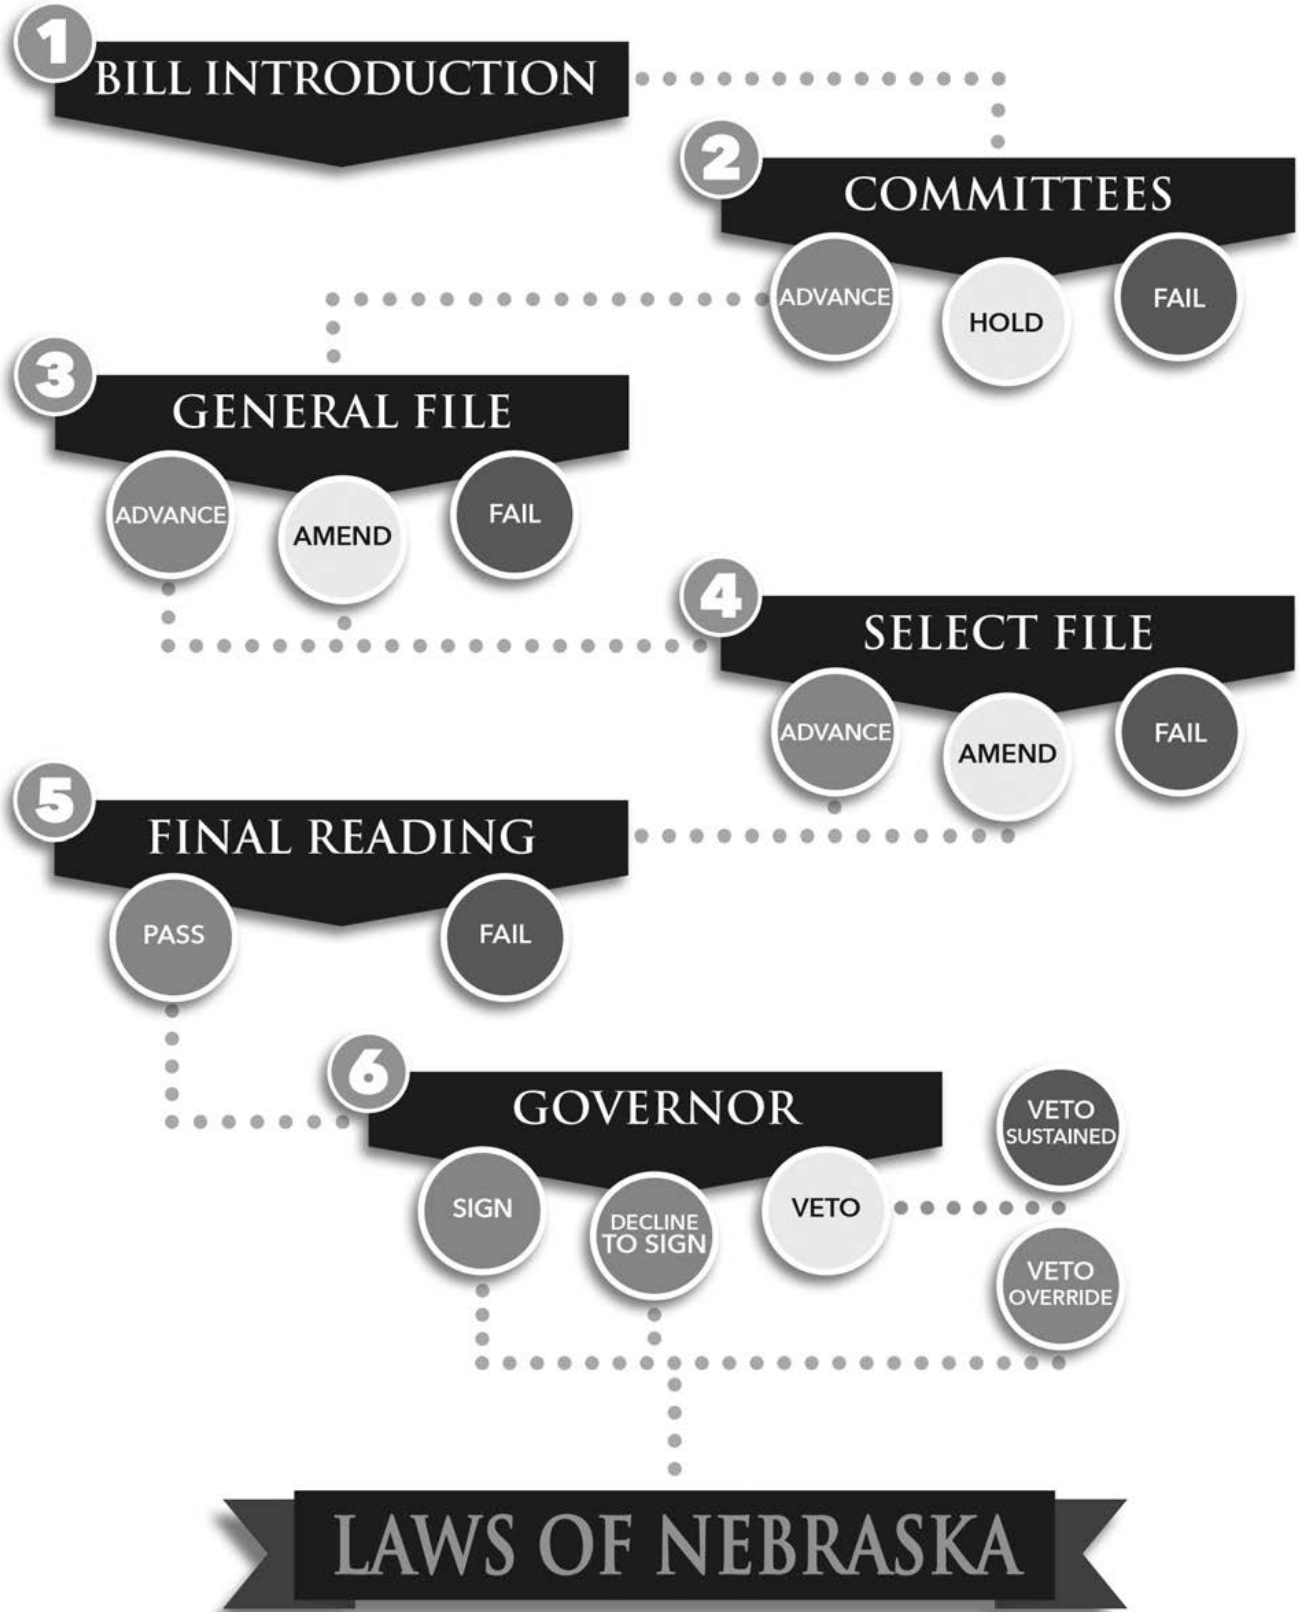 1
BILL INTRODUCTION
2
COMMITTEES
ADVANCE
HOLD
FAIL
3
GENERAL FILE
ADVANCE
AMEND
FAIL
4
SELECT FILE
ADVANCE
AMEND
FAIL
5
FINAL READING
PASS
FAIL
6
GOVERNOR
SIGN
DECLINE
TO SIGN
VETO
VETO
SUSTAINED
VETO
OVERRIDE
LAWS OF NEBRASKA